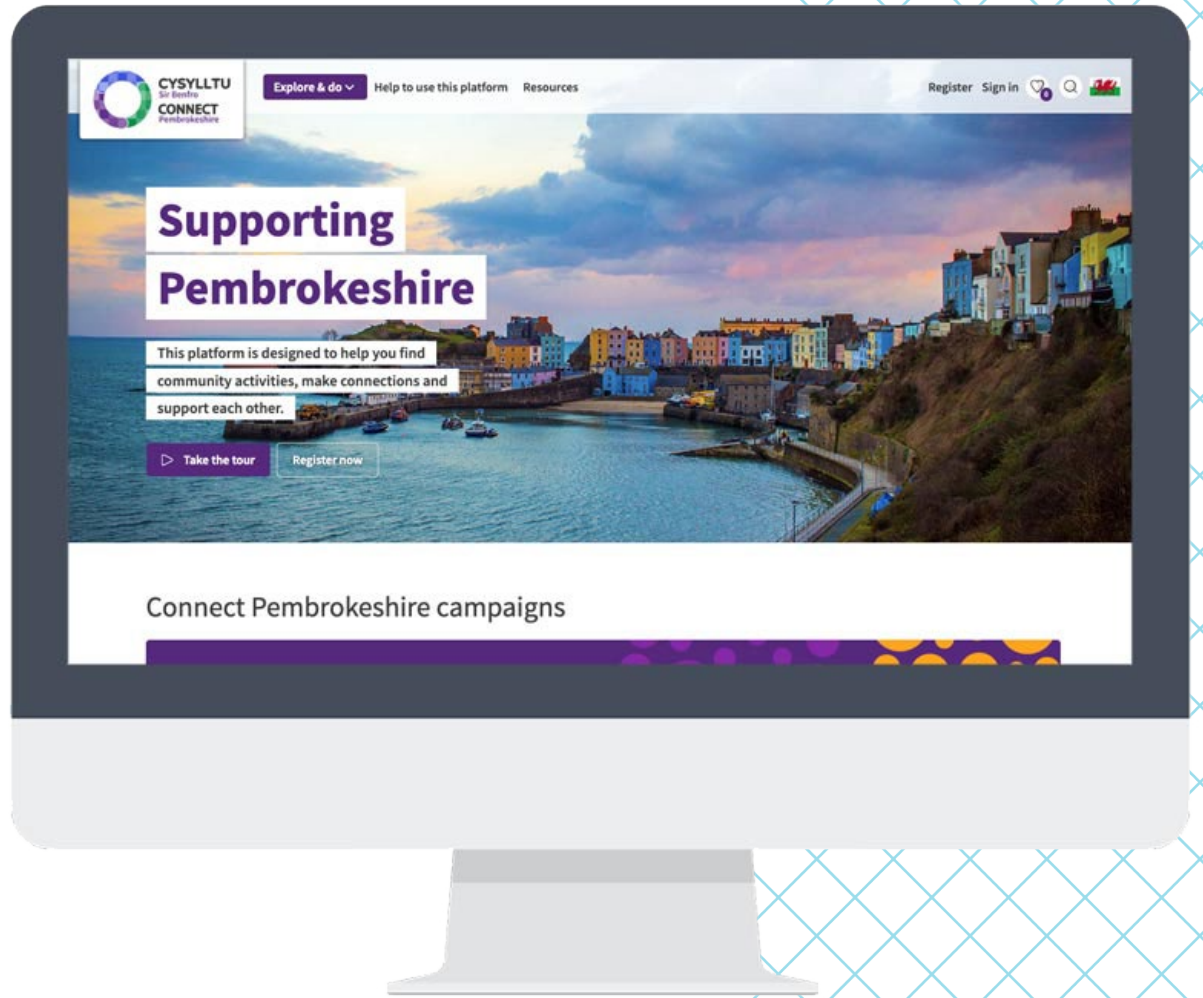 CYSYLLTU
Sir Benfro
CONNECT
Pembrokeshire
Explore & do
Help to use this platform
Resources
Register
Sign in
0
Supporting
Pembrokeshire
This platform is designed to help you find
community activities, make connections and
support each other.
Take the tour
Register now
Connect Pembrokeshire campaigns